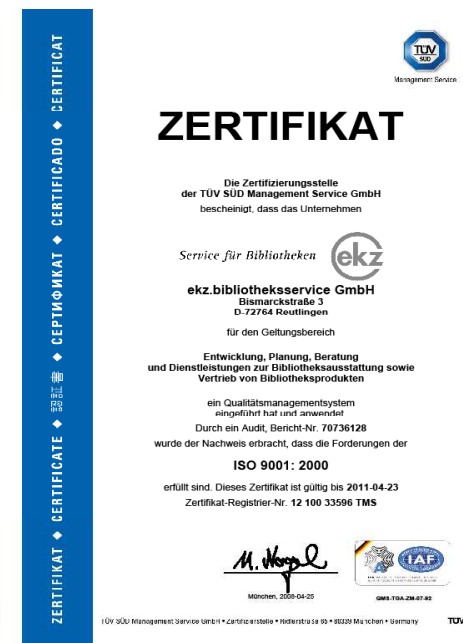 TÜV
SÜD
Management Service
ZERTIFIKAT
Die Zertifizierungsstelle
der TÜV SÜD Management Service GmbH
bescheinigt, dass das Unternehmen
Service für Bibliotheken
ekz
ekz.bibliotheksservice GmbH
Bismarckstraße 3
D-72764 Reutlingen
für den Geltungsbereich
Entwicklung, Planung, Beratung
und Dienstleistungen zur Bibliotheksausstattung sowie
Vertrieb von Bibliotheksprodukten
ein Qualitätsmanagementsystem
eingeführt hat und anwendet
Durch ein Audit, Bericht-Nr. 70736128
wurde der Nachweis erbracht, dass die Forderungen der
ISO 9001: 2000
erfüllt sind. Dieses Zertifikat ist gültig bis 2011-04-23
Zertifikat-Registrier-Nr. 12 100 33596 TMS
München, 2008-04-25
IAF
QMS-TGA-ZM-07-92
TÜV SÜD Management Service GmbH • Zertifizierstelle • Ridlerstraße 65 • 80339 München • Germany
TÜV
ZERTIFIKAT ◆ CERTIFICATE ◆ 認証書 ◆ СЕРТИФИКАТ ◆ CERTIFICADO ◆ CERTIFICAT